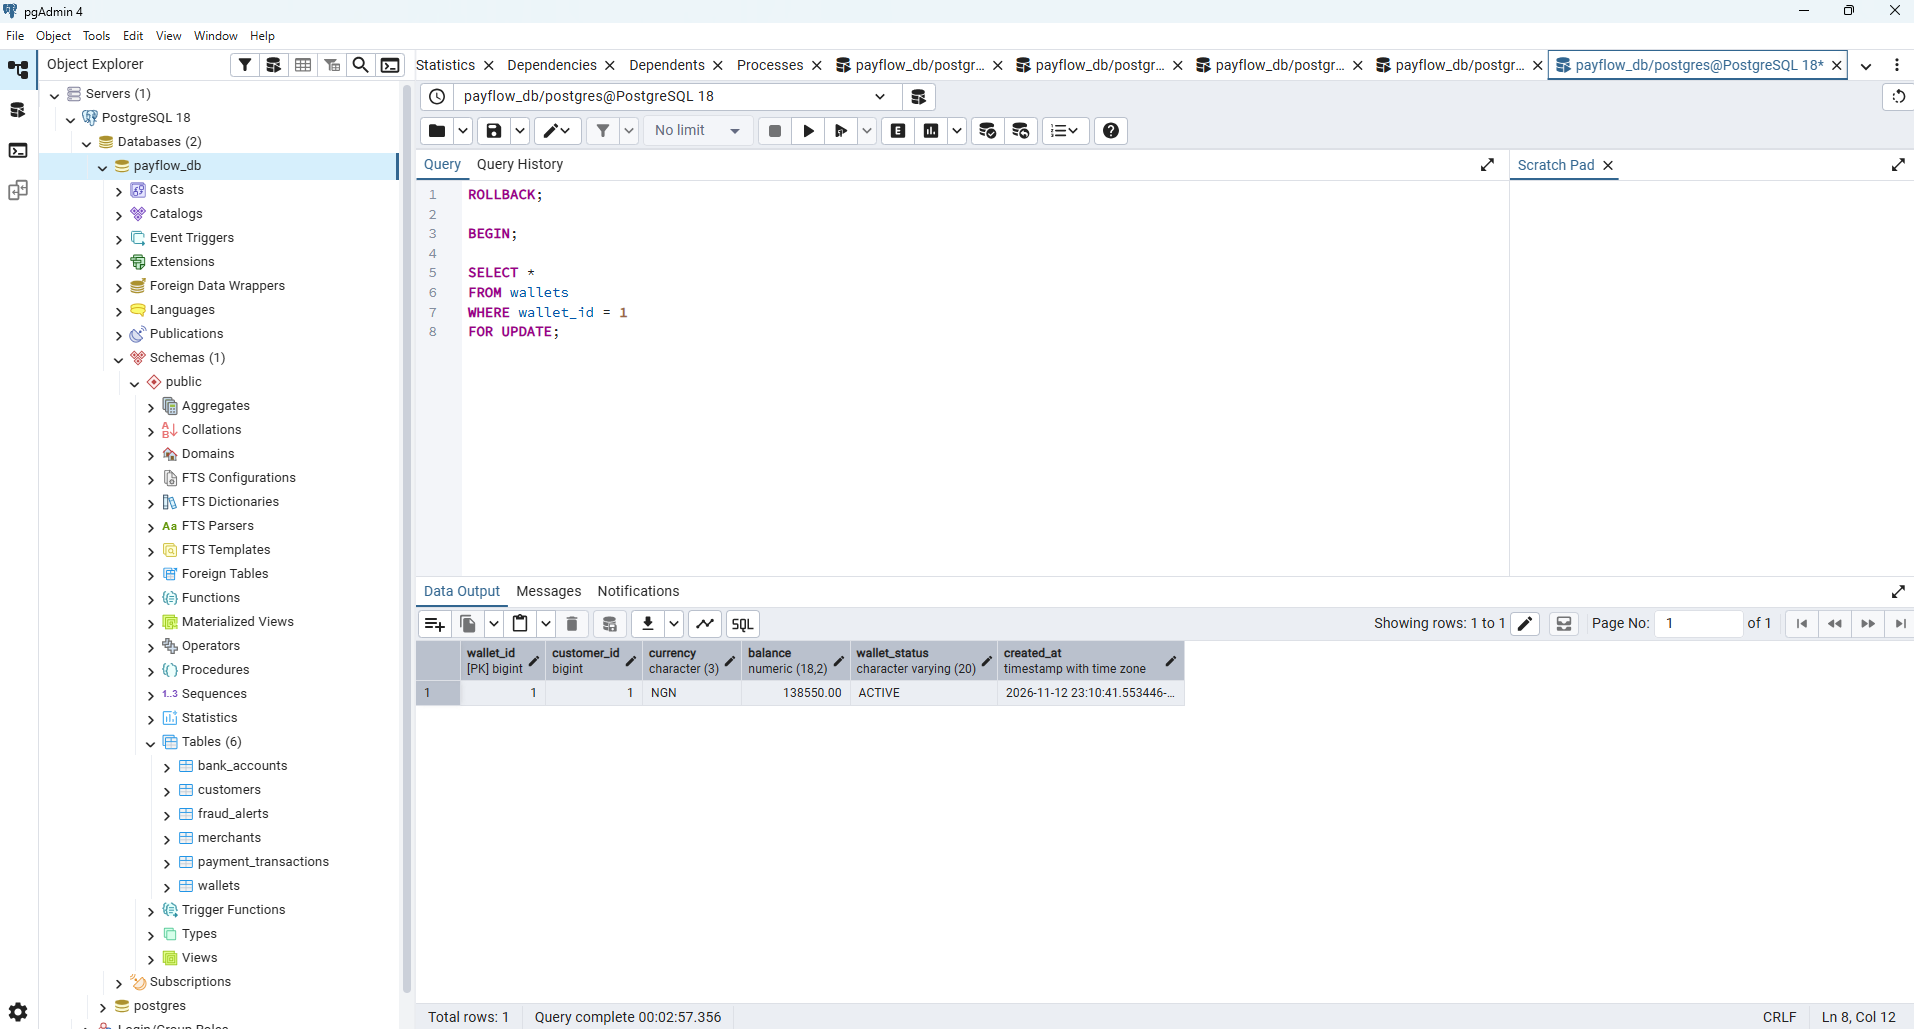 pgAdmin 4
File Object Tools Edit View Window Help
Object Explorer
Servers (1)
PostgreSQL 18
Databases (2)
payflow_db
Casts
Catalogs
Event Triggers
Extensions
Foreign Data Wrappers
Languages
Publications
Schemas (1)
public
Aggregates
Collations
Domains
FTS Configurations
FTS Dictionaries
Aa FTS Parsers
FTS Templates
Foreign Tables
Functions
Materialized Views
Operators
Procedures
1..3 Sequences
Statistics
Tables (6)
bank_accounts
customers
fraud_alerts
merchants
payment_transactions
wallets
Trigger Functions
Types
Views
Subscriptions
postgres
Login/Group Roles
Statistics Dependencies Dependents Processes payflow_db/postgr... payflow_db/postgr... payflow_db/postgr... payflow_db/postgr... payflow_db/postgres@PostgreSQL 18*
payflow_db/postgres@PostgreSQL 18
No limit E
Query Query History
Scratch Pad
1 ROLLBACK;
2
3 BEGIN;
4
5 SELECT *
6 FROM wallets
7 WHERE wallet_id = 1
8 FOR UPDATE;
Data Output Messages Notifications
SQL Showing rows: 1 to 1 Page No: 1 of 1
wallet_id customer_id currency balance wallet_status created_at
[PK] bigint bigint character (3) numeric (18,2) character varying (20) timestamp with time zone
1 1 1 NGN 138550.00 ACTIVE 2026-11-12 23:10:41.553446-...
Total rows: 1 Query complete 00:02:57.356 CRLF Ln 8, Col 12